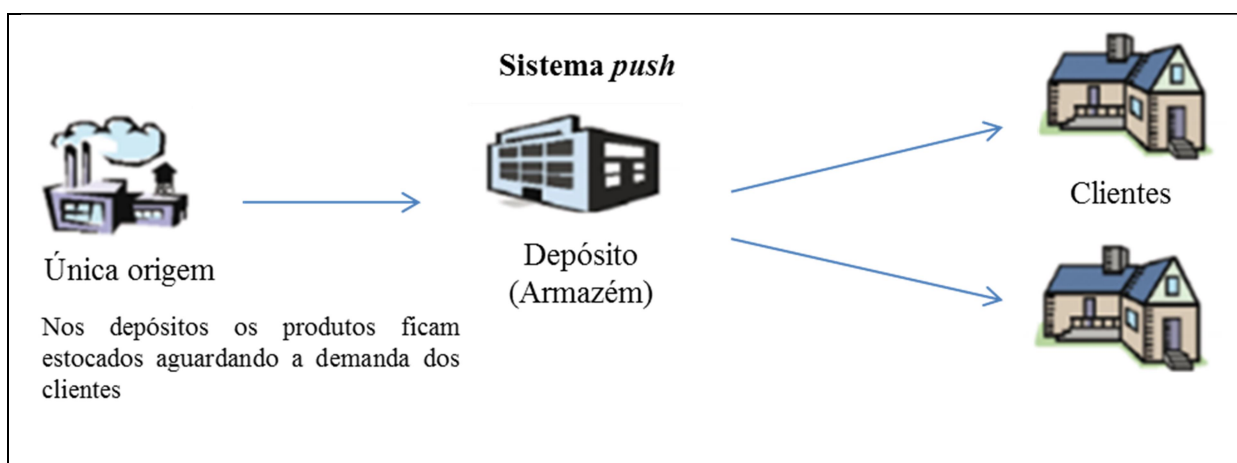 Sistema push
Clientes
Única origem
Depósito
(Armazém)
Nos depósitos os produtos ficam
estocados aguardando a demanda dos
clientes